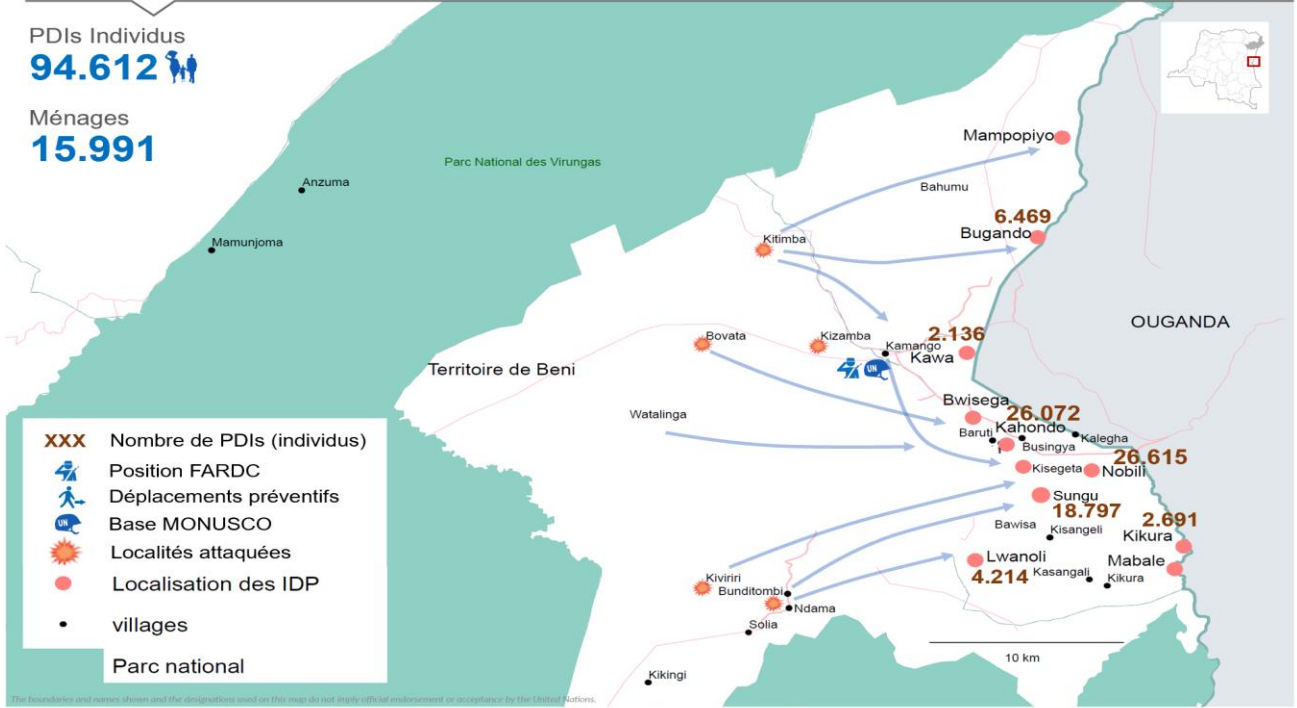 PDIs Individus
94.612
Ménages
15.991
Anzuma
Mamunjoma
Parc National des Virungas
Mampopiyo
Bahumu
6.469
Bugando
Kitimba
OUGANDA
Bovata
Kizamba
2.136
Kamango
Kawa
UN
Territoire de Beni
Watalinga
Bwisega
26.072
Baruti
Kahondo
Busingya
Kalegha
26.615
Kisegeta
Nobili
Sungu
18.797
Bawisa
Kisangeli
2.691
Kikura
Lwanoli
4.214
Mabale
Kasangali
Kikura
Kiviriri
Bunditombi
Ndama
Solia
Kikingi
10 km
XXX Nombre de PDIs (individus)
Position FARDC
Déplacements préventifs
UN Base MONUSCO
Localités attaquées
Localisation des IDP
villages
Parc national
The boundaries and names shown and the designations used on this map do not imply official endorsement or acceptance by the United Nations.